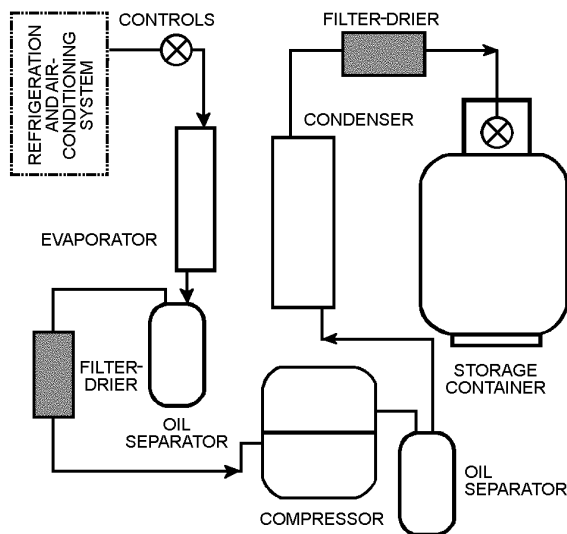 CONTROLS
FILTER-DRIER
REFRIGERATION
AND AIR-
CONDITIONING
SYSTEM
CONDENSER
EVAPORATOR
FILTER-
DRIER
STORAGE
CONTAINER
OIL
SEPARATOR
OIL
SEPARATOR
COMPRESSOR